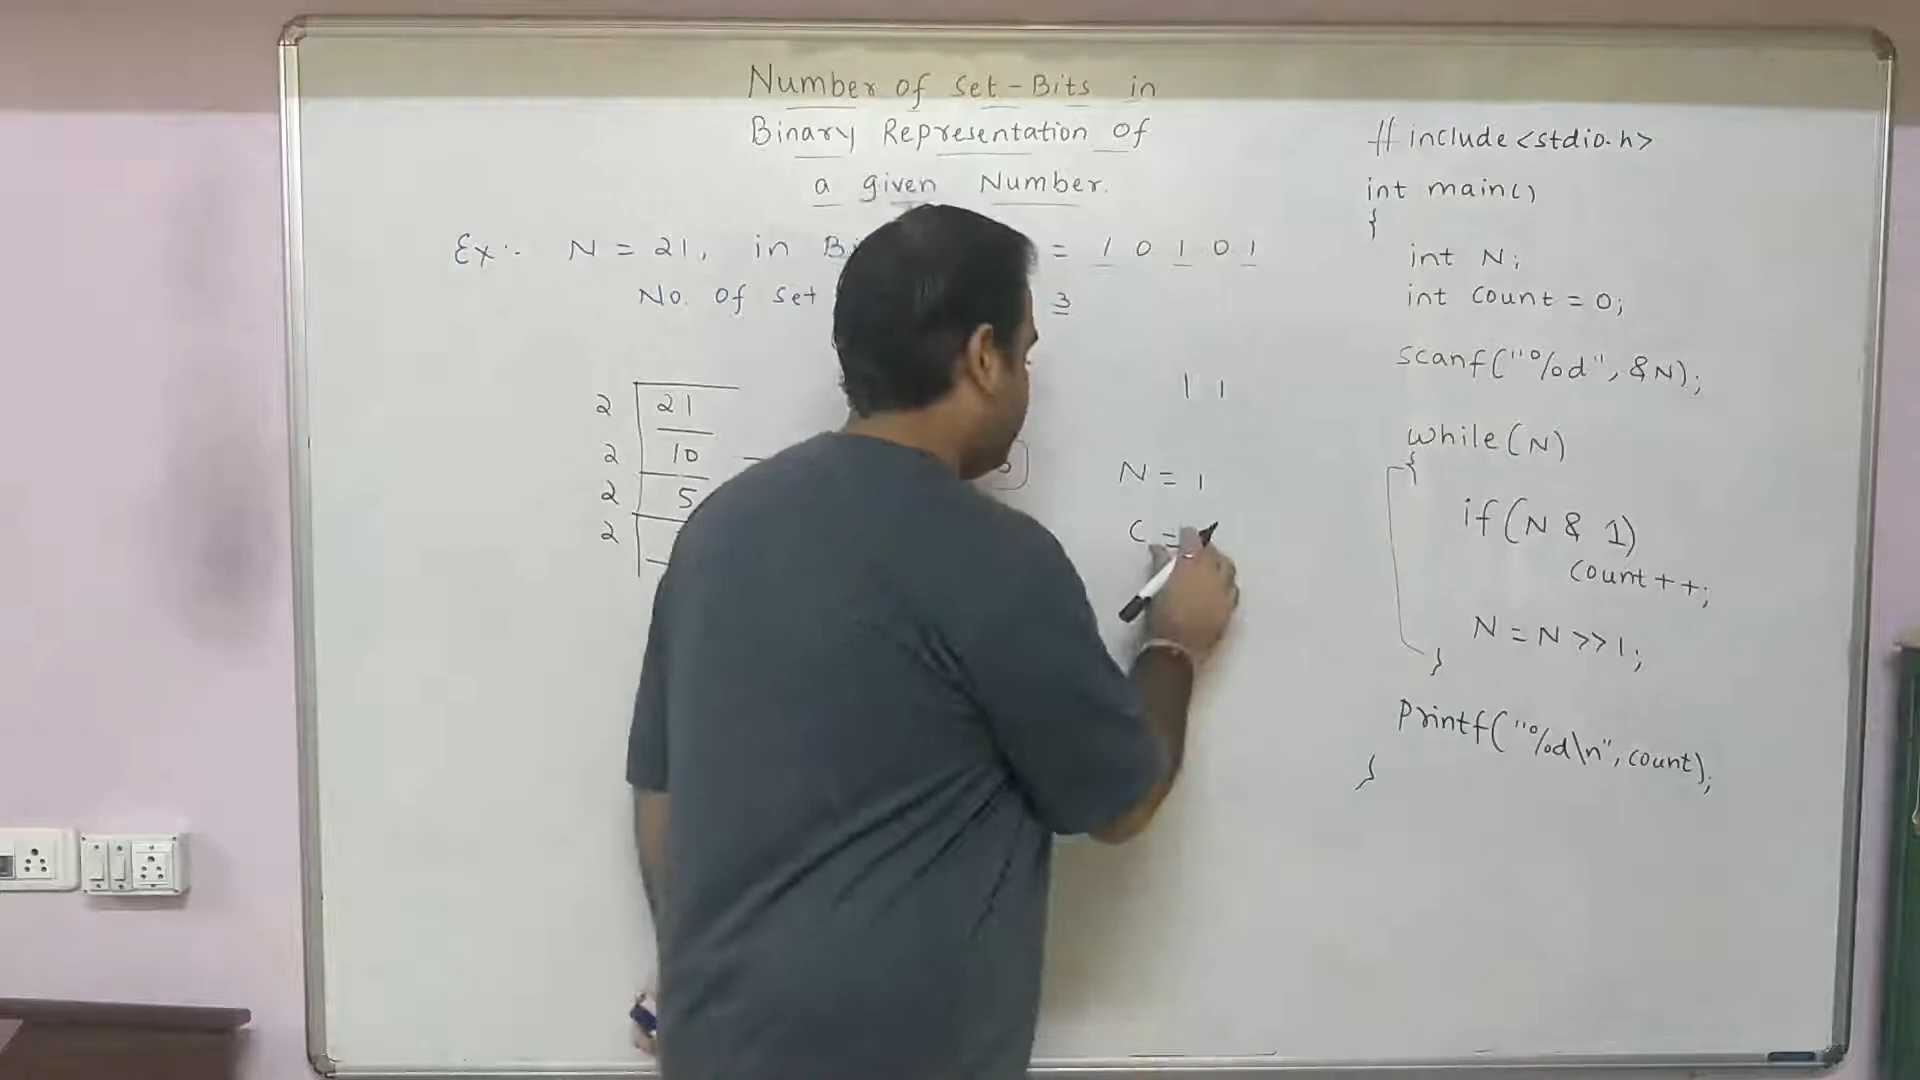 Number of Set-Bits in
Binary Representation of
a given Number.
Ex:- N = 21, in = 1 0 1 0 1
No. of set 3
2 21
2 10
2 5
2
1 1
N = 1
C =
# include <stdio.h>
int main()
{
int N;
int count = 0;
scanf("%d", &N);
while(N)
{
if(N & 1)
count++;
N = N >> 1;
}
Printf("%d\n", count);
}